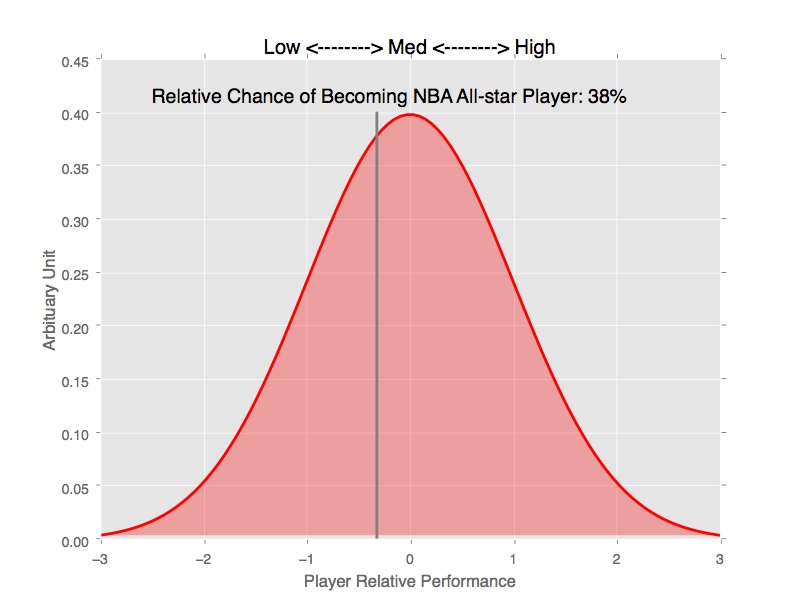 Low <--------> Med <--------> High
Relative Chance of Becoming NBA All-star Player: 38%
0.45
0.40
0.35
0.30
0.25
0.20
0.15
0.10
0.05
0.00
Arbituary Unit
−3 −2 −1 0 1 2 3
Player Relative Performance